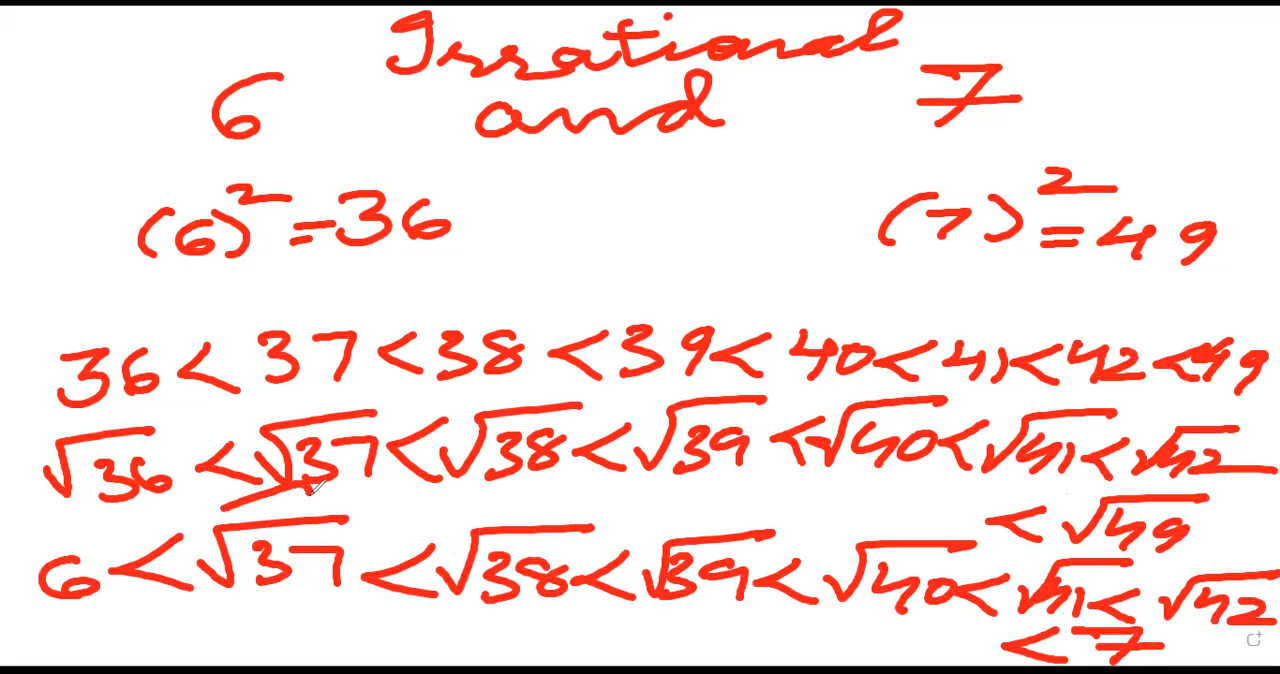 Irrational
6 and 7
(6)² = 36 (7)² = 49
36 < 37 < 38 < 39 < 40 < 41 < 42 < 49
√36 < √37 < √38 < √39 < √40 < √41 < √42
< √49
6 < √37 < √38 < √39 < √40 < √41 < √42
< 7